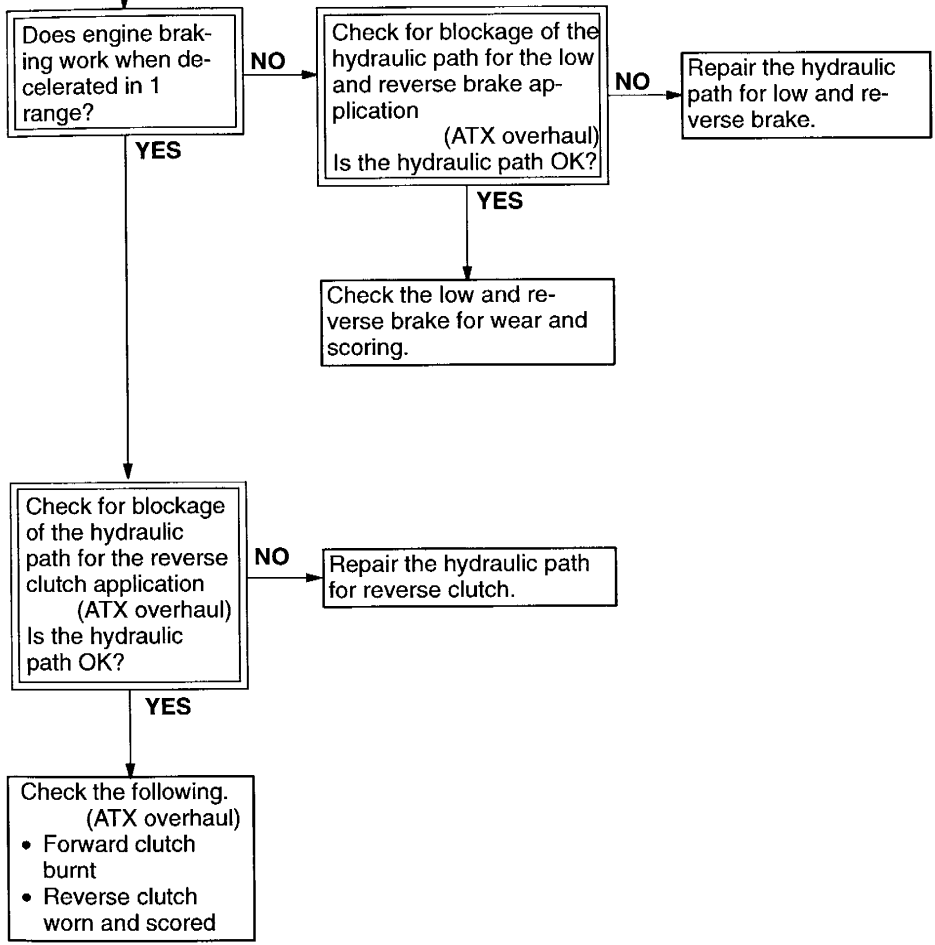 Does engine brak-
ing work when de-
celerated in 1
range?
NO
Check for blockage of the
hydraulic path for the low
and reverse brake ap-
plication
(ATX overhaul)
Is the hydraulic path OK?
NO
Repair the hydraulic
path for low and re-
verse brake.
YES
YES
Check the low and re-
verse brake for wear and
scoring.
Check for blockage
of the hydraulic
path for the reverse
clutch application
(ATX overhaul)
Is the hydraulic
path OK?
NO
Repair the hydraulic path
for reverse clutch.
YES
Check the following.
(ATX overhaul)
• Forward clutch
burnt
• Reverse clutch
worn and scored